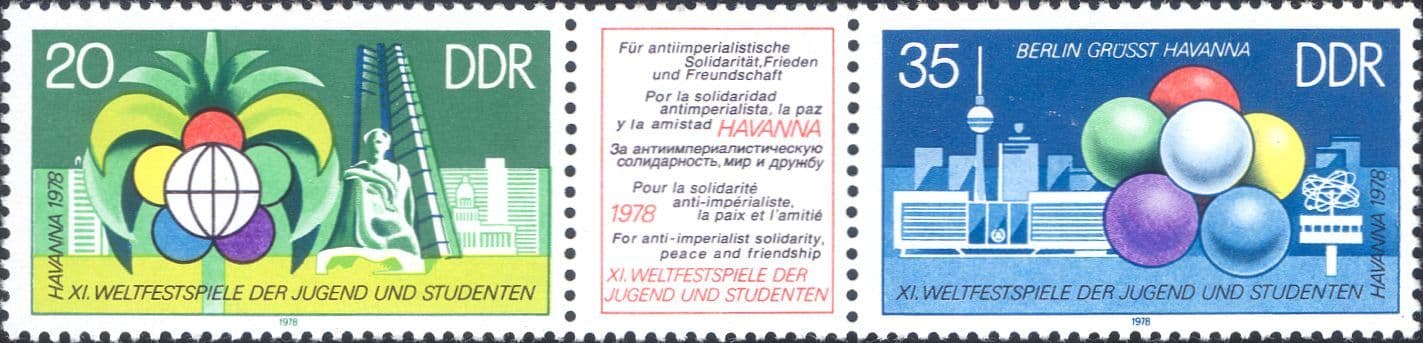 20
DDR
HAVANNA 1978
XI. WELTFESTSPIELE DER JUGEND UND STUDENTEN
1978
Für antiimperialistische
Solidarität, Frieden
und Freundschaft
Por la solidaridad
antimperialista, la paz
y la amistad HAVANNA
За антиимпериалистическую
солидарность, мир и дружбу
Pour la solidarité
1978 anti-impérialiste,
la paix et l'amitié
For anti-imperialist solidarity,
peace and friendship
XI. WELTFESTSPIELE DER
JUGEND UND STUDENTEN
35
BERLIN GRÜSST HAVANNA
DDR
HAVANNA 1978
XI. WELTFESTSPIELE DER JUGEND UND STUDENTEN
1978